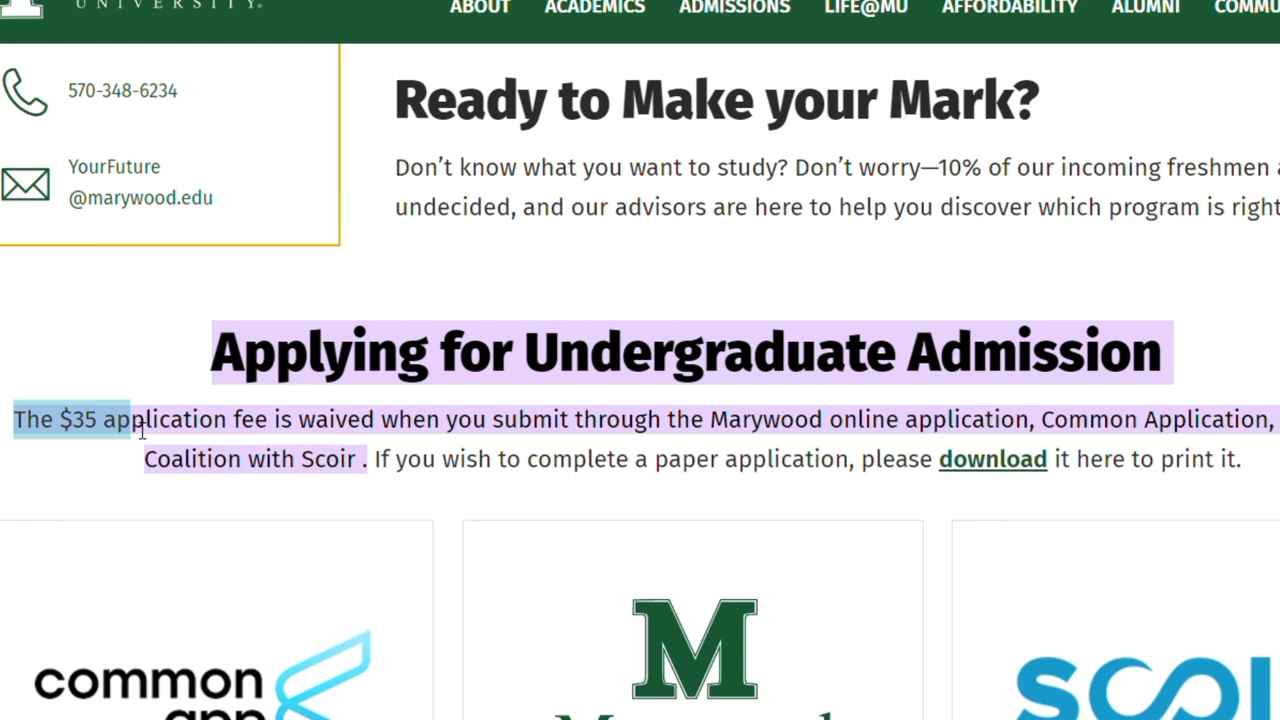 UNIVERSITY
ABOUT ACADEMICS ADMISSIONS LIFE@MU AFFORDABILITY ALUMNI COMMU
570-348-6234
YourFuture
@marywood.edu
Ready to Make your Mark?
Don’t know what you want to study? Don’t worry—10% of our incoming freshmen a
undecided, and our advisors are here to help you discover which program is right
Applying for Undergraduate Admission
The $35 application fee is waived when you submit through the Marywood online application, Common Application,
Coalition with Scoir . If you wish to complete a paper application, please download it here to print it.
common
app
M
scoi